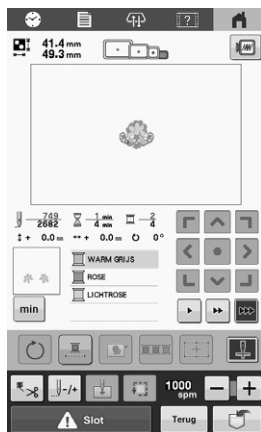 41.4 mm
49.3 mm
749
2682
1 min
4 min
2
4
+ 0.0 mm + 0.0 mm 0°
WARM GRIJS
ROSE
LICHTROSE
min
-/+
1000
spm
− +
Slot
Terug